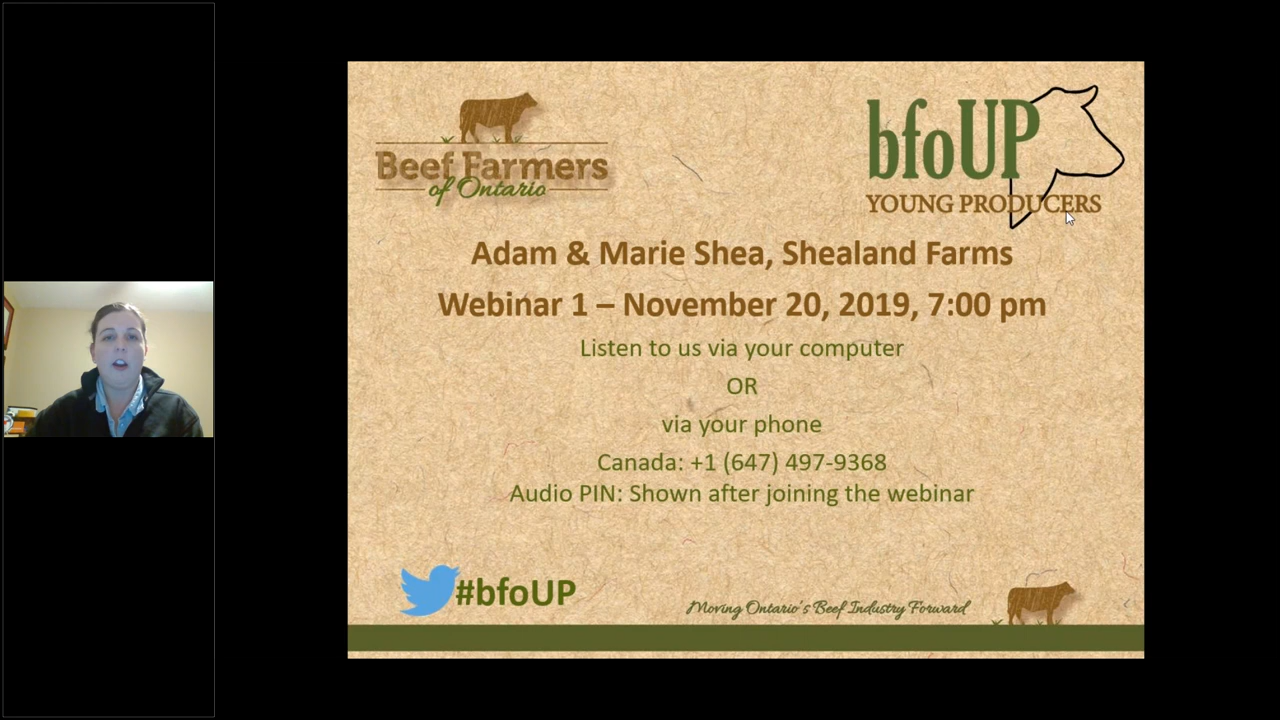 Beef Farmers
of Ontario
bfoUP
YOUNG PRODUCERS
Adam & Marie Shea, Shealand Farms
Webinar 1 – November 20, 2019, 7:00 pm
Listen to us via your computer
OR
via your phone
Canada: +1 (647) 497-9368
Audio PIN: Shown after joining the webinar
#bfoUP
Moving Ontario's Beef Industry Forward